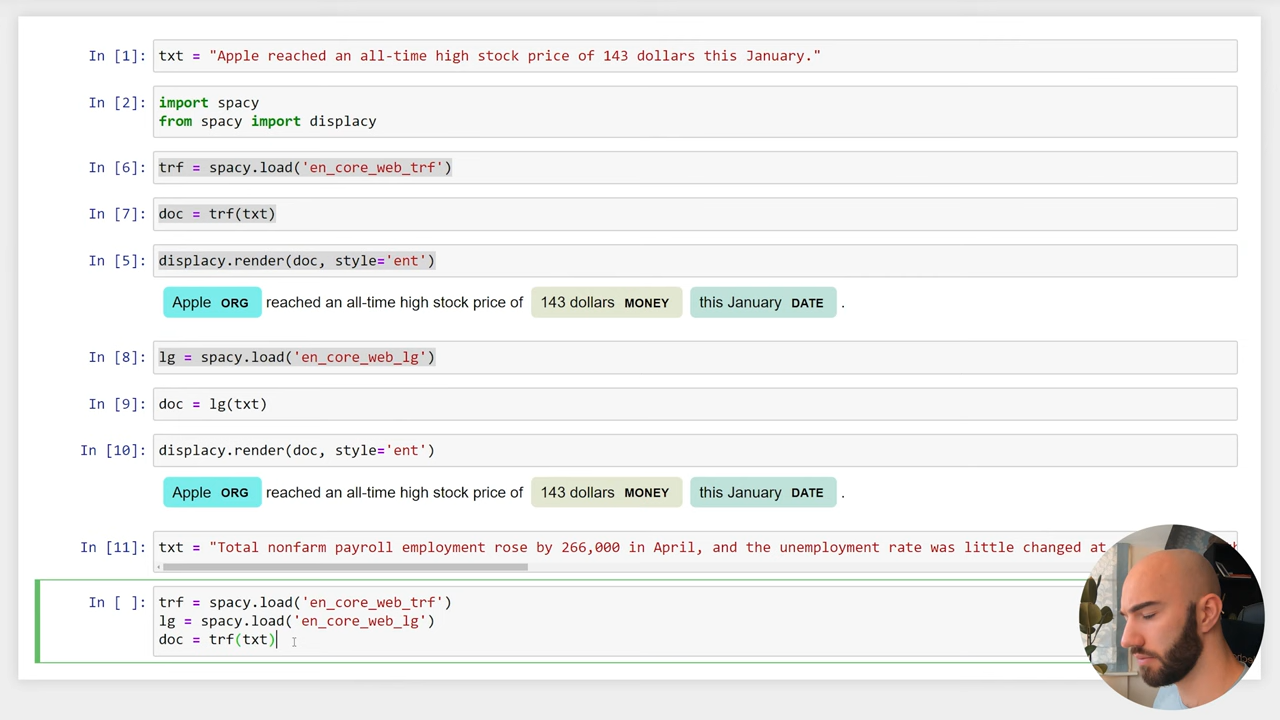 In [1]: txt = "Apple reached an all-time high stock price of 143 dollars this January."
In [2]: import spacy
from spacy import displacy
In [6]: trf = spacy.load('en_core_web_trf')
In [7]: doc = trf(txt)
In [5]: displacy.render(doc, style='ent')
Apple ORG reached an all-time high stock price of 143 dollars MONEY this January DATE .
In [8]: lg = spacy.load('en_core_web_lg')
In [9]: doc = lg(txt)
In [10]: displacy.render(doc, style='ent')
Apple ORG reached an all-time high stock price of 143 dollars MONEY this January DATE .
In [11]: txt = "Total nonfarm payroll employment rose by 266,000 in April, and the unemployment rate was little changed at
In [ ]: trf = spacy.load('en_core_web_trf')
lg = spacy.load('en_core_web_lg')
doc = trf(txt)